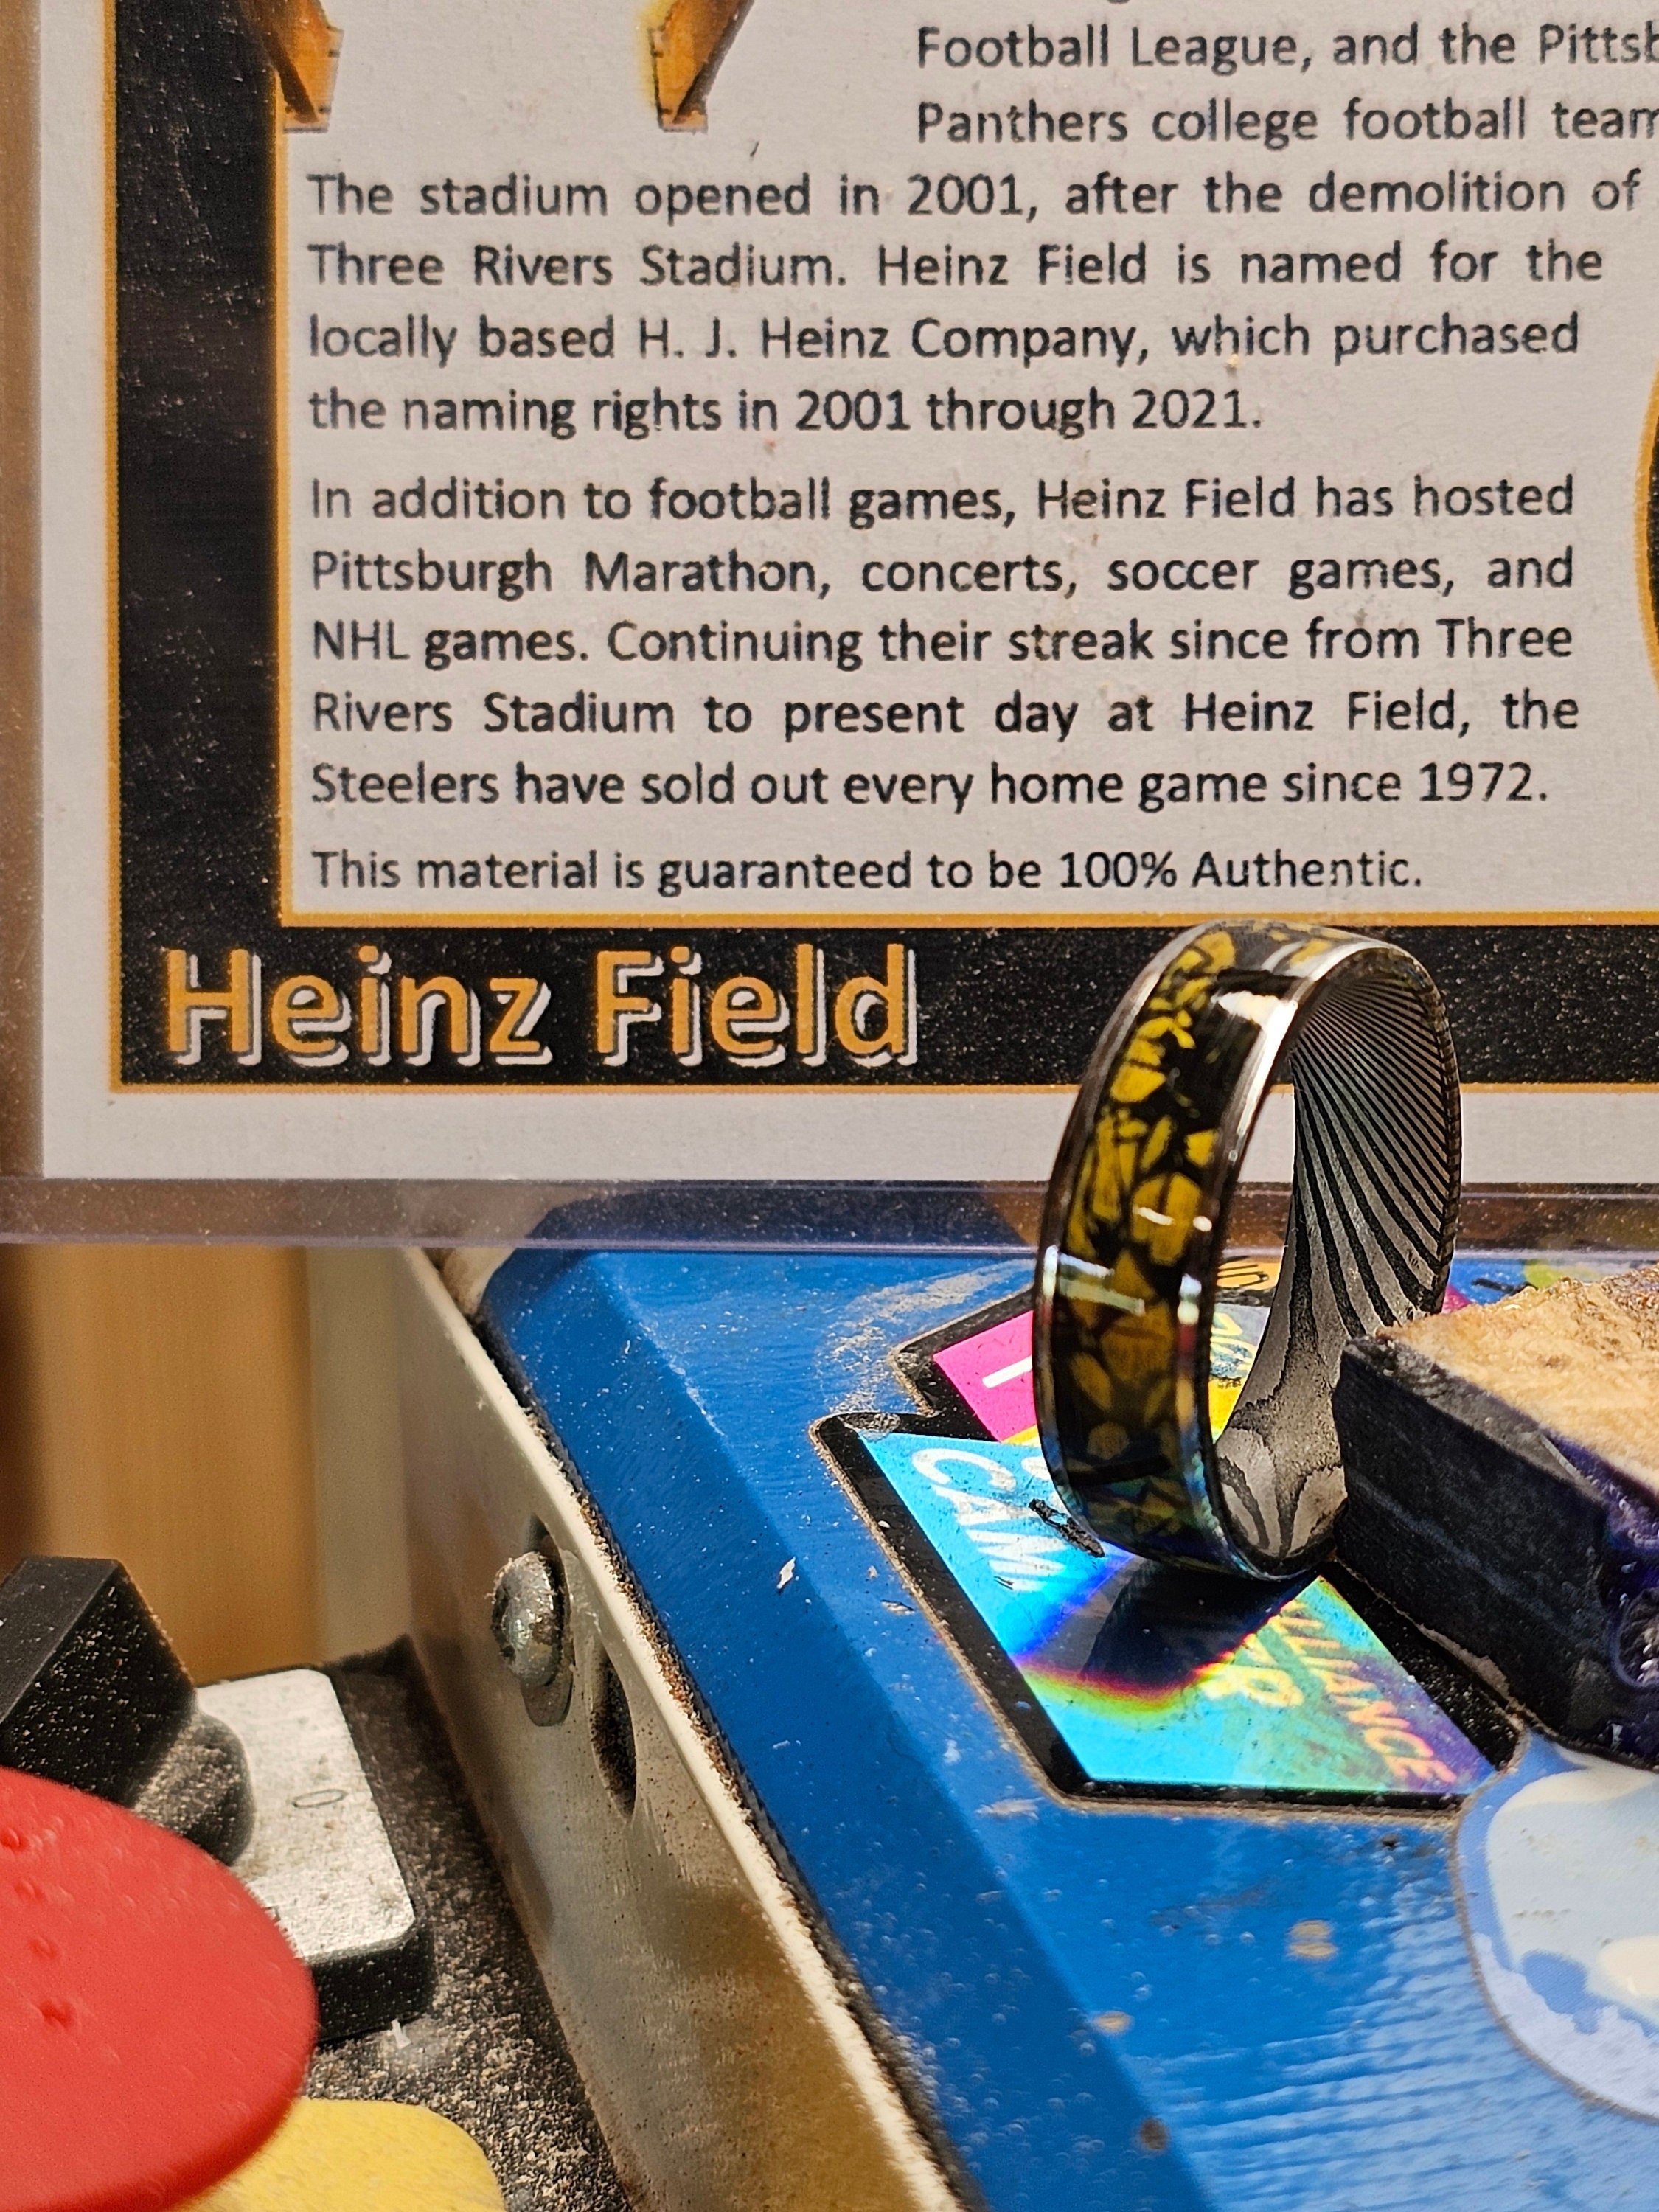 Football League, and the
Panthers college football
The stadium opened in 2001, after the demolition of
Three Rivers Stadium. Heinz Field is named for the
locally based H. J. Heinz Company, which purchased
the naming rights in 2001 through 2021.
In addition to football games, Heinz Field has hosted
Pittsburgh Marathon, concerts, soccer games, and
NHL games. Continuing their streak since from Three
Rivers Stadium to present day at Heinz Field, the
Steelers have sold out every home game since 1972.
This material is guaranteed to be 100% Authentic.
Heinz Field